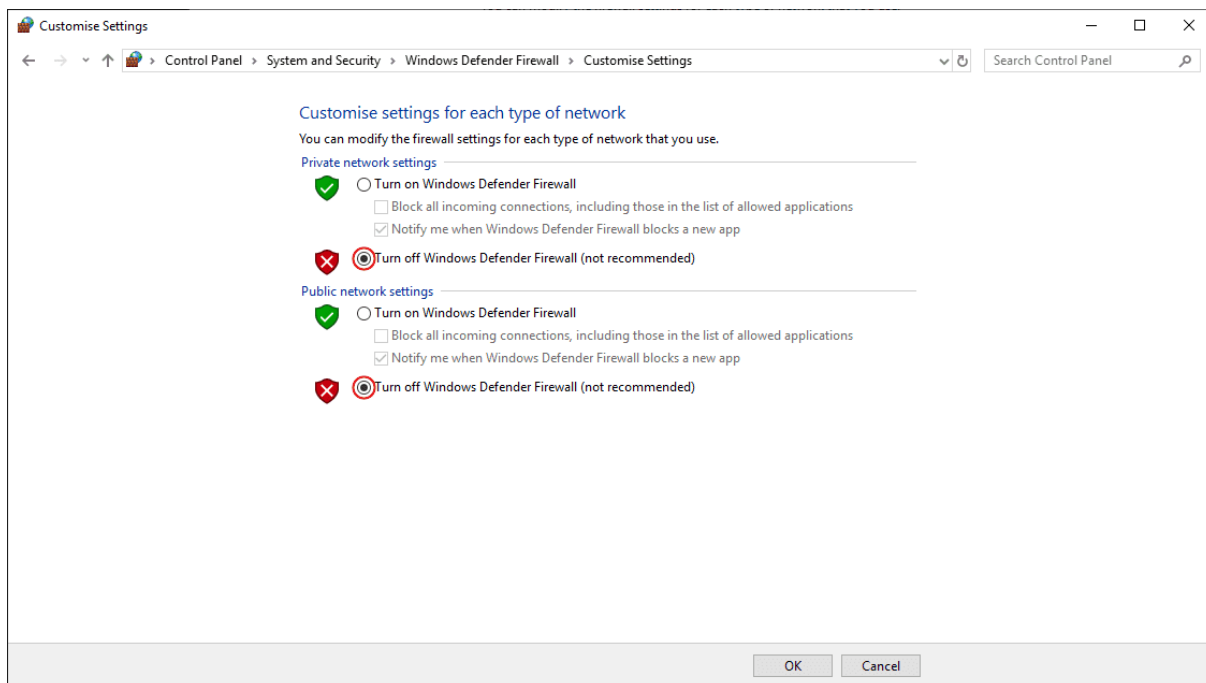 Customise Settings
Control Panel > System and Security > Windows Defender Firewall > Customise Settings
Search Control Panel
Customise settings for each type of network
You can modify the firewall settings for each type of network that you use.
Private network settings
Turn on Windows Defender Firewall
Block all incoming connections, including those in the list of allowed applications
Notify me when Windows Defender Firewall blocks a new app
Turn off Windows Defender Firewall (not recommended)
Public network settings
Turn on Windows Defender Firewall
Block all incoming connections, including those in the list of allowed applications
Notify me when Windows Defender Firewall blocks a new app
Turn off Windows Defender Firewall (not recommended)
OK
Cancel